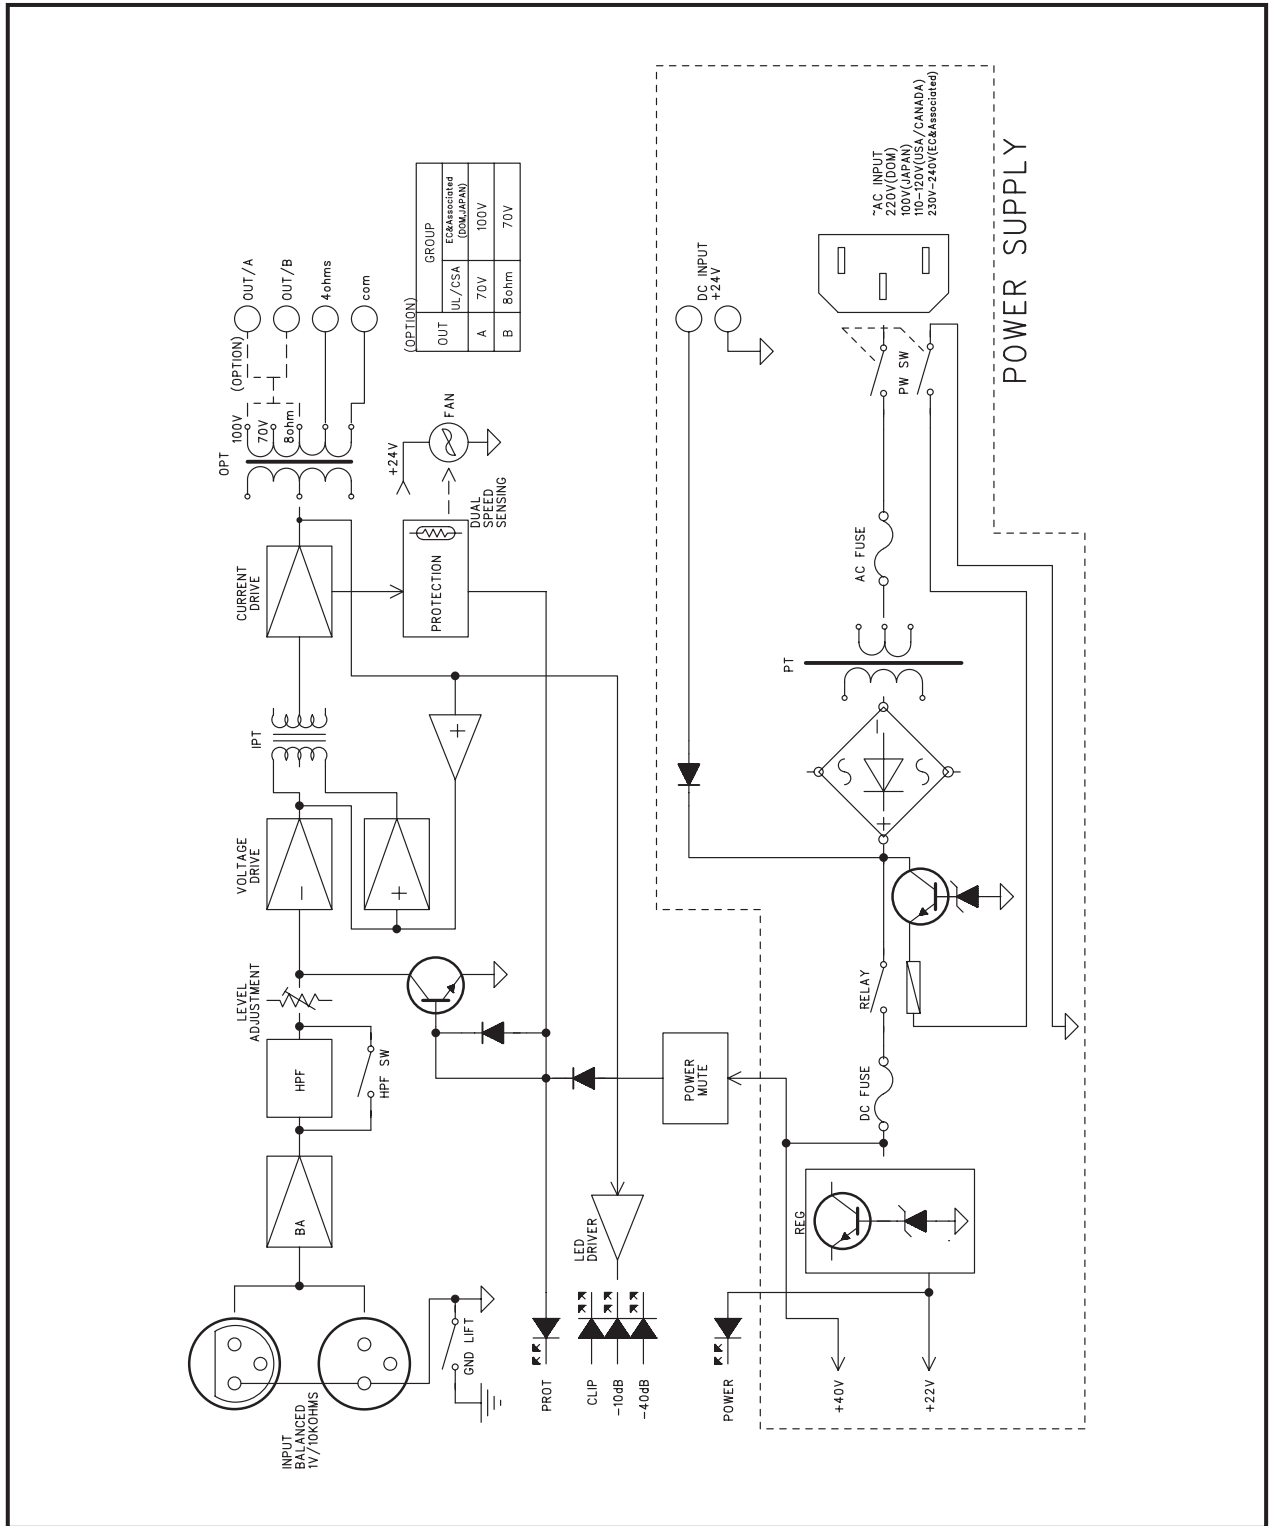 INPUT
BALANCED
1V/10KOHMS
BA
HPF
HPF SW
LEVEL
ADJUSTMENT
VOLTAGE
DRIVE
−
+
IPT
+
CURRENT
DRIVE
OPT
100V
70V
8ohm
(OPTION)
OUT/A
OUT/B
4ohms
com
PROTECTION
DUAL
SPEED
SENSING
+24V
FAN
(OPTION)
OUT
GROUP
UL/CSA
EC&Associated
(DOM,JAPAN)
A
70V
100V
B
8ohm
70V
GND LIFT
PROT
CLIP
-10dB
-40dB
LED
DRIVER
POWER
MUTE
POWER
+40V
+22V
REG
DC FUSE
RELAY
+
−
PT
AC FUSE
PW SW
DC INPUT
+24V
~AC INPUT
220V(DOM)
100V(JAPAN)
110-120V(USA/CANADA)
230V-240V(EC&Associated)
POWER SUPPLY